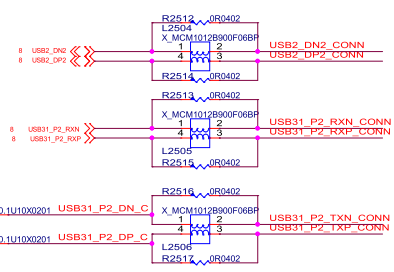 R2512 0R0402
L2504
X_MCM1012B900F06BP
8 USB2_DN2 1 2 USB2_DN2_CONN
8 USB2_DP2 4 3 USB2_DP2_CONN
R2514 0R0402
R2513 0R0402
X_MCM1012B900F06BP
8 USB31_P2_RXN 1 2 USB31_P2_RXN_CONN
8 USB31_P2_RXP 4 3 USB31_P2_RXP_CONN
L2505
R2515 0R0402
R2516 0R0402
X_MCM1012B900F06BP
0.1U10X0201 USB31_P2_DN_C 1 2 USB31_P2_TXN_CONN
0.1U10X0201 USB31_P2_DP_C 4 3 USB31_P2_TXP_CONN
L2506
R2517 0R0402